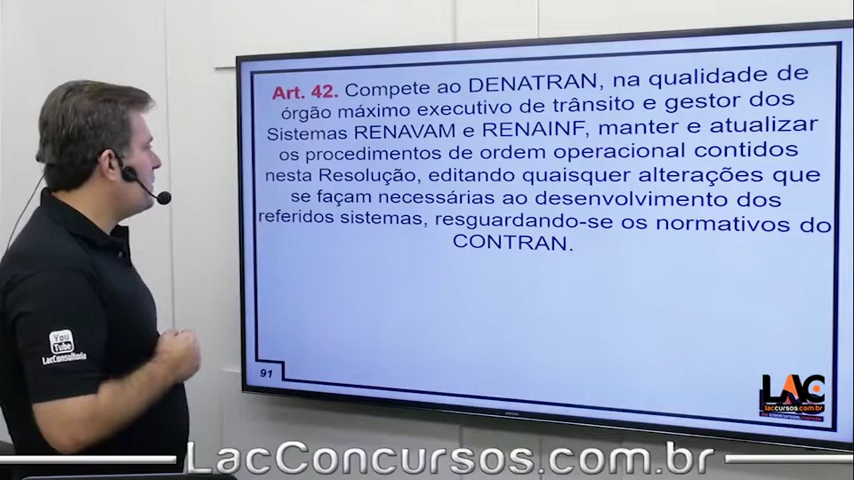 Art. 42. Compete ao DENATRAN, na qualidade de
órgão máximo executivo de trânsito e gestor dos
Sistemas RENAVAM e RENAINF, manter e atualizar
os procedimentos de ordem operacional contidos
nesta Resolução, editando quaisquer alterações que
se façam necessárias ao desenvolvimento dos
referidos sistemas, resguardando-se os normativos do
CONTRAN.
You
Tube
LacConsultoria
91
LAC
laccursos.com.br
LacConcursos.com.br